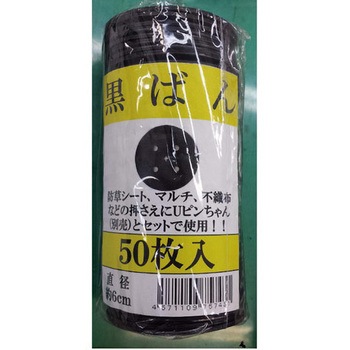 黒ばん
防草シート、マルチ、不織布
などの押さえにUピンちゃん
(別売)とセットで使用!!
50枚入
直径
約6cm